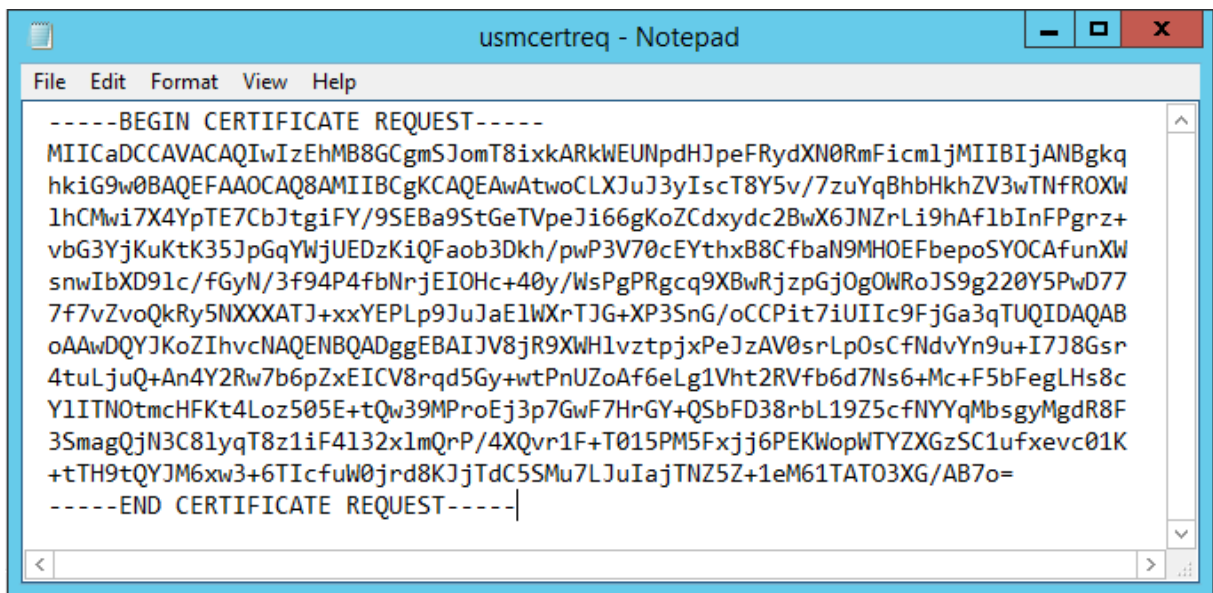 usmcertreq - Notepad
File Edit Format View Help
-----BEGIN CERTIFICATE REQUEST-----
MIICaDCCAVACAQIwIzEhMB8GCgmSJomT8ixkARkWEUNpdHJpeFRydXN0RmFicmljMIIBIjANBgkq
hkiG9w0BAQEFAAOCAQ8AMIIBCgKCAQEAwAtwoCLXJuJ3yIscT8Y5v/7zuYqBhbHkhZV3wTNfROXW
lhCMwi7X4YpTE7CbJtgiFY/9SEBa9StGeTVpeJi66gKoZCdxydc2BwX6JNZrLi9hAflbInFPgrz+
vbG3YjKuKtK35JpGqYWjUEDzKiQFaob3Dkh/pwP3V70cEYthxB8CfbaN9MHOEFbepoSYOCAfunXW
snwIbXD9lc/fGyN/3f94P4fbNrjEIOHc+40y/WsPgPRgcq9XBwRjzpGjOgOWRoJS9g220Y5PwD77
7f7vZvoQkRy5NXXXATJ+xxYEPLp9JuJaElWXrTJG+XP3SnG/oCCPit7iUIIc9FjGa3qTUQIDAQAB
oAAwDQYJKoZIhvcNAQENBQADggEBAIJV8jR9XWHlvztpjxPeJzAV0srLpOsCfNdvYn9u+I7J8Gsr
4tuLjuQ+An4Y2Rw7b6pZxEICV8rqd5Gy+wtPnUZoAf6eLg1Vht2RVfb6d7Ns6+Mc+F5bFegLHs8c
YlITNOtmcHFKt4Loz505E+tQw39MProEj3p7GwF7HrGY+QSbFD38rbL19Z5cfNYYqMbsgyMgdR8F
3SmagQjN3C8lyqT8z1iF4l32xlmQrP/4XQvr1F+T015PM5Fxjj6PEKWopWTYZXGzSC1ufxevc01K
+tTH9tQYJM6xw3+6TIcfuW0jrd8KJjTdC5SMu7LJuIajTNZ5Z+1eM61TATO3XG/AB7o=
-----END CERTIFICATE REQUEST-----